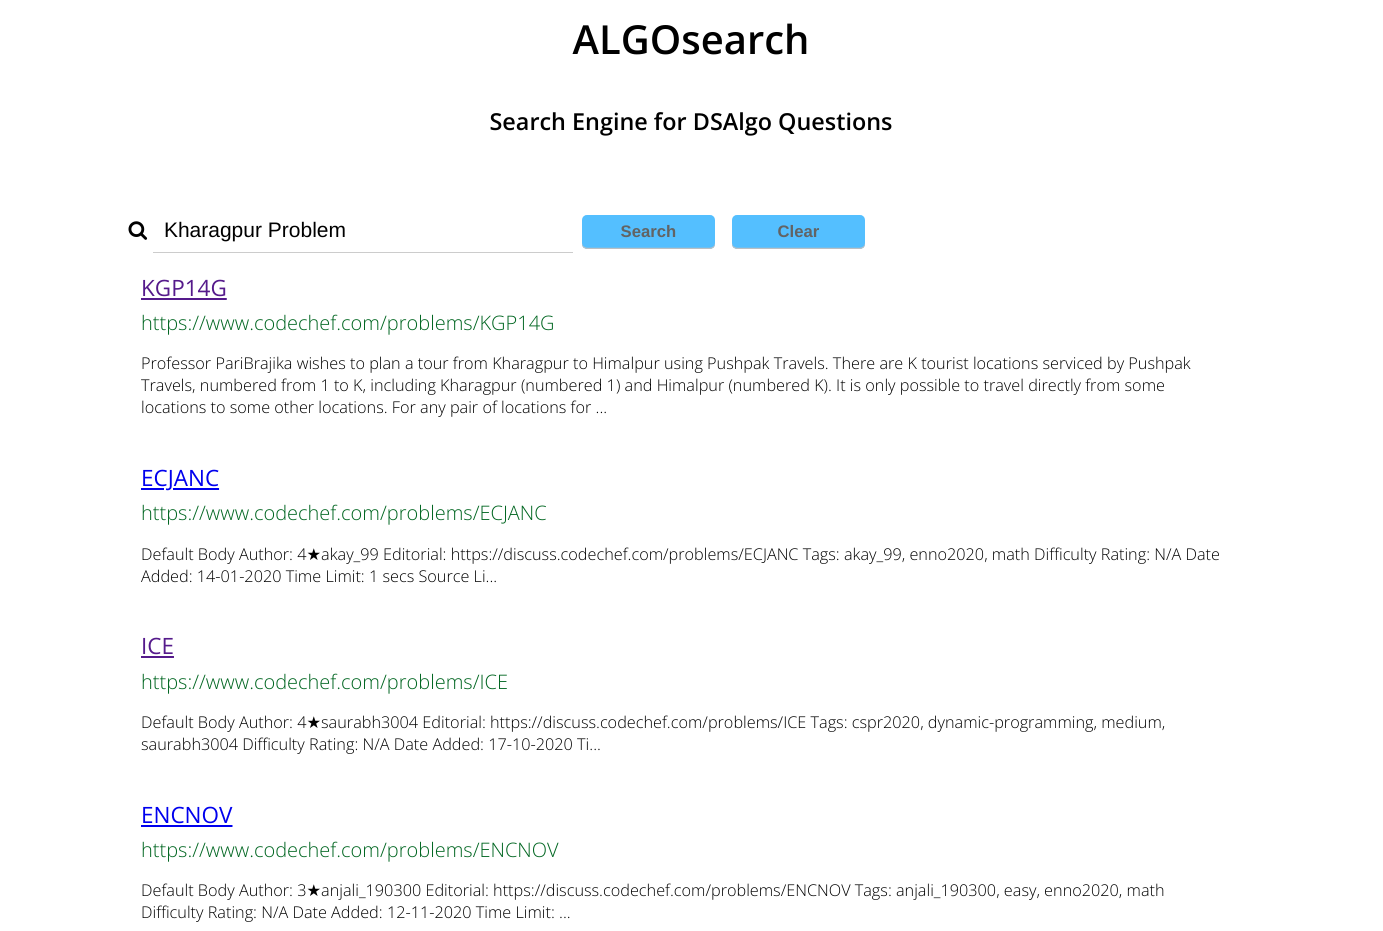 ALGOsearch
Search Engine for DSAlgo Questions
Kharagpur Problem
Search
Clear
KGP14G
https://www.codechef.com/problems/KGP14G
Professor PariBrajika wishes to plan a tour from Kharagpur to Himalpur using Pushpak Travels. There are K tourist locations serviced by Pushpak
Travels, numbered from 1 to K, including Kharagpur (numbered 1) and Himalpur (numbered K). It is only possible to travel directly from some
locations to some other locations. For any pair of locations for ...
ECJANC
https://www.codechef.com/problems/ECJANC
Default Body Author: 4★akay_99 Editorial: https://discuss.codechef.com/problems/ECJANC Tags: akay_99, enno2020, math Difficulty Rating: N/A Date
Added: 14-01-2020 Time Limit: 1 secs Source Li...
ICE
https://www.codechef.com/problems/ICE
Default Body Author: 4★saurabh3004 Editorial: https://discuss.codechef.com/problems/ICE Tags: cspr2020, dynamic-programming, medium,
saurabh3004 Difficulty Rating: N/A Date Added: 17-10-2020 Ti...
ENCNOV
https://www.codechef.com/problems/ENCNOV
Default Body Author: 3★anjali_190300 Editorial: https://discuss.codechef.com/problems/ENCNOV Tags: anjali_190300, easy, enno2020, math
Difficulty Rating: N/A Date Added: 12-11-2020 Time Limit: ...